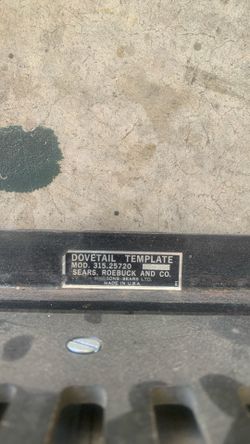 DOVETAIL TEMPLATE
MOD. 315.25720
SEARS, ROEBUCK AND CO.
SIMPSONS-SEARS LTD.
MADE IN U.S.A.
E